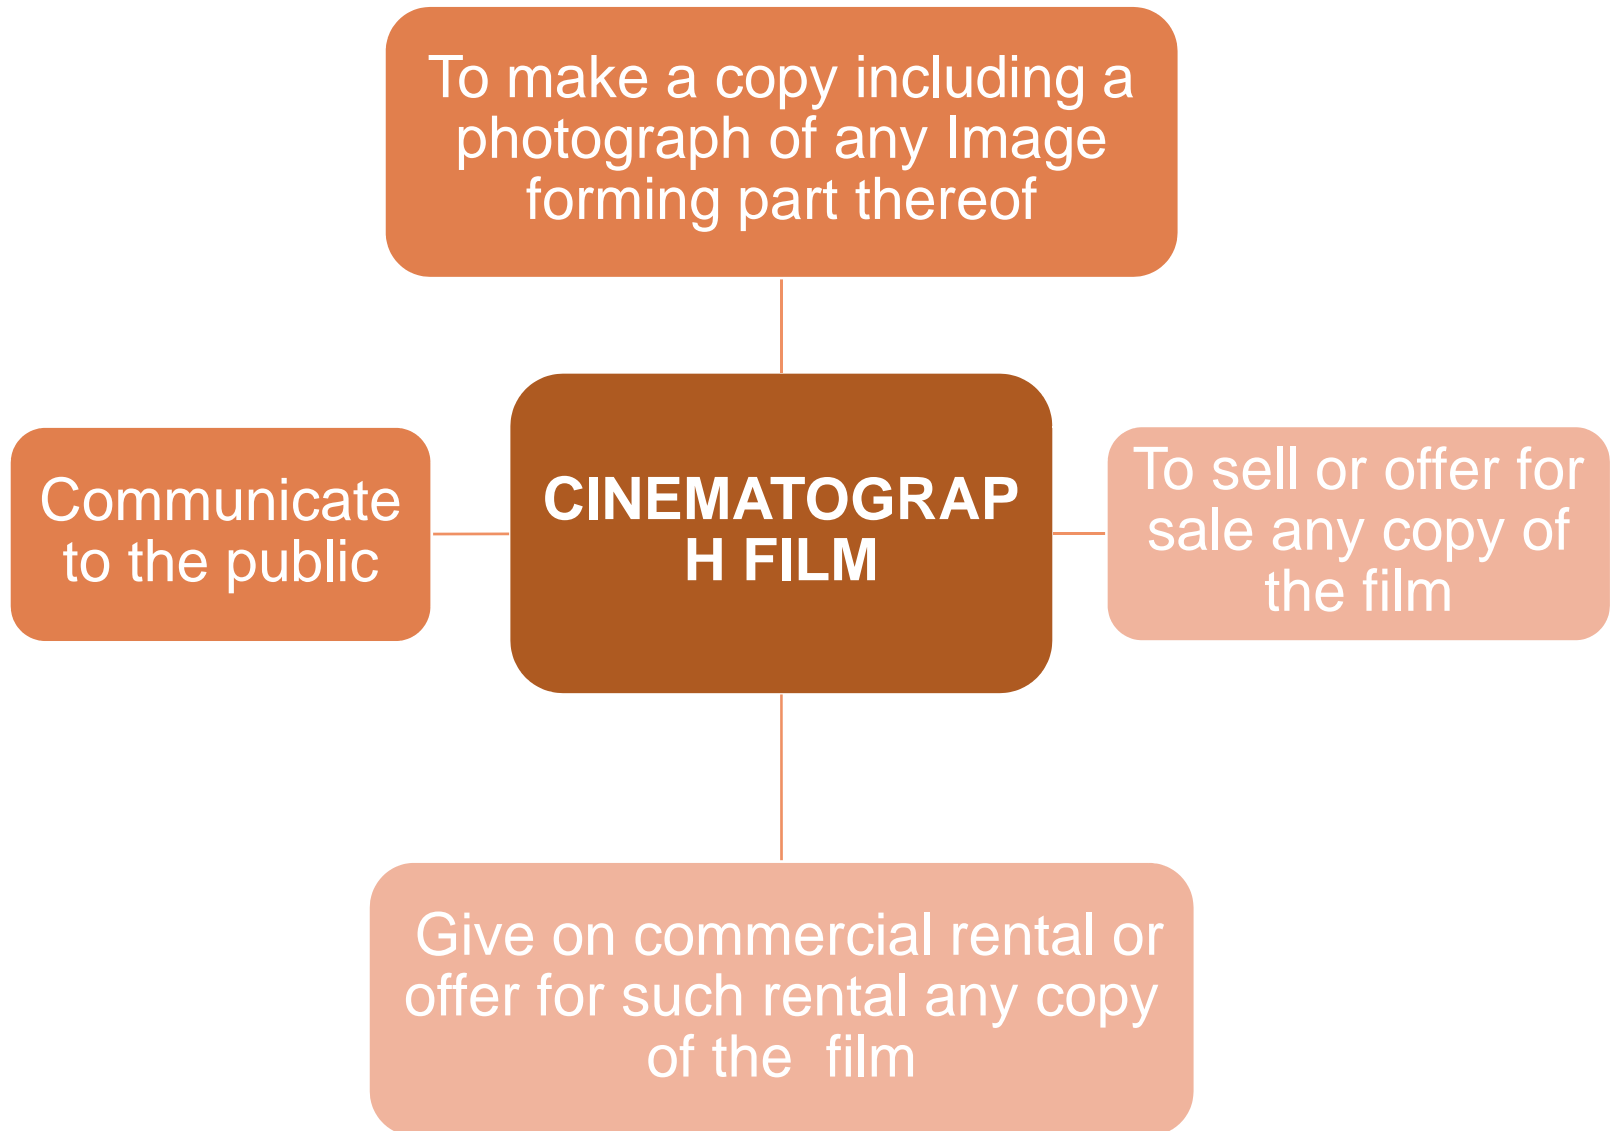 To make a copy including a
photograph of any Image
forming part thereof
Communicate
to the public
CINEMATOGRAP
H FILM
To sell or offer for
sale any copy of
the film
Give on commercial rental or
offer for such rental any copy
of the film